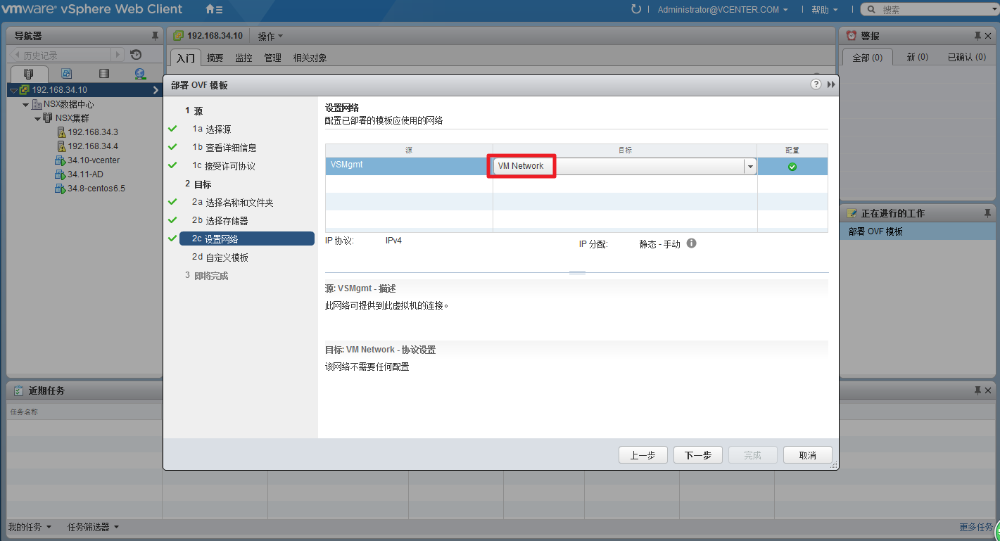 vmware® vSphere Web Client
Administrator@VCENTER.COM
帮助
搜索
导航器
历史记录
192.168.34.10
NSX数据中心
NSX集群
192.168.34.3
192.168.34.4
34.10-vcenter
34.11-AD
34.8-centos6.5
192.168.34.10 操作
入门 摘要 监控 管理 相关对象
警报
全部 (0) 新 (0) 已确认 (0)
部署 OVF 模板
1 源
1a 选择源
1b 查看详细信息
1c 接受许可协议
2 目标
2a 选择名称和文件夹
2b 选择存储器
2c 设置网络
2d 自定义模板
3 即将完成
设置网络
配置已部署的模板应使用的网络
源 目标 配置
VSMgmt VM Network
IP 协议: IPv4 IP 分配: 静态 - 手动
源: VSMgmt - 描述
此网络可提供到此虚拟机的连接。
目标: VM Network - 协议设置
该网络不需要任何配置
上一步 下一步 完成 取消
正在进行的工作
部署 OVF 模板
近期任务
任务名称
我的任务 任务筛选器
更多任务